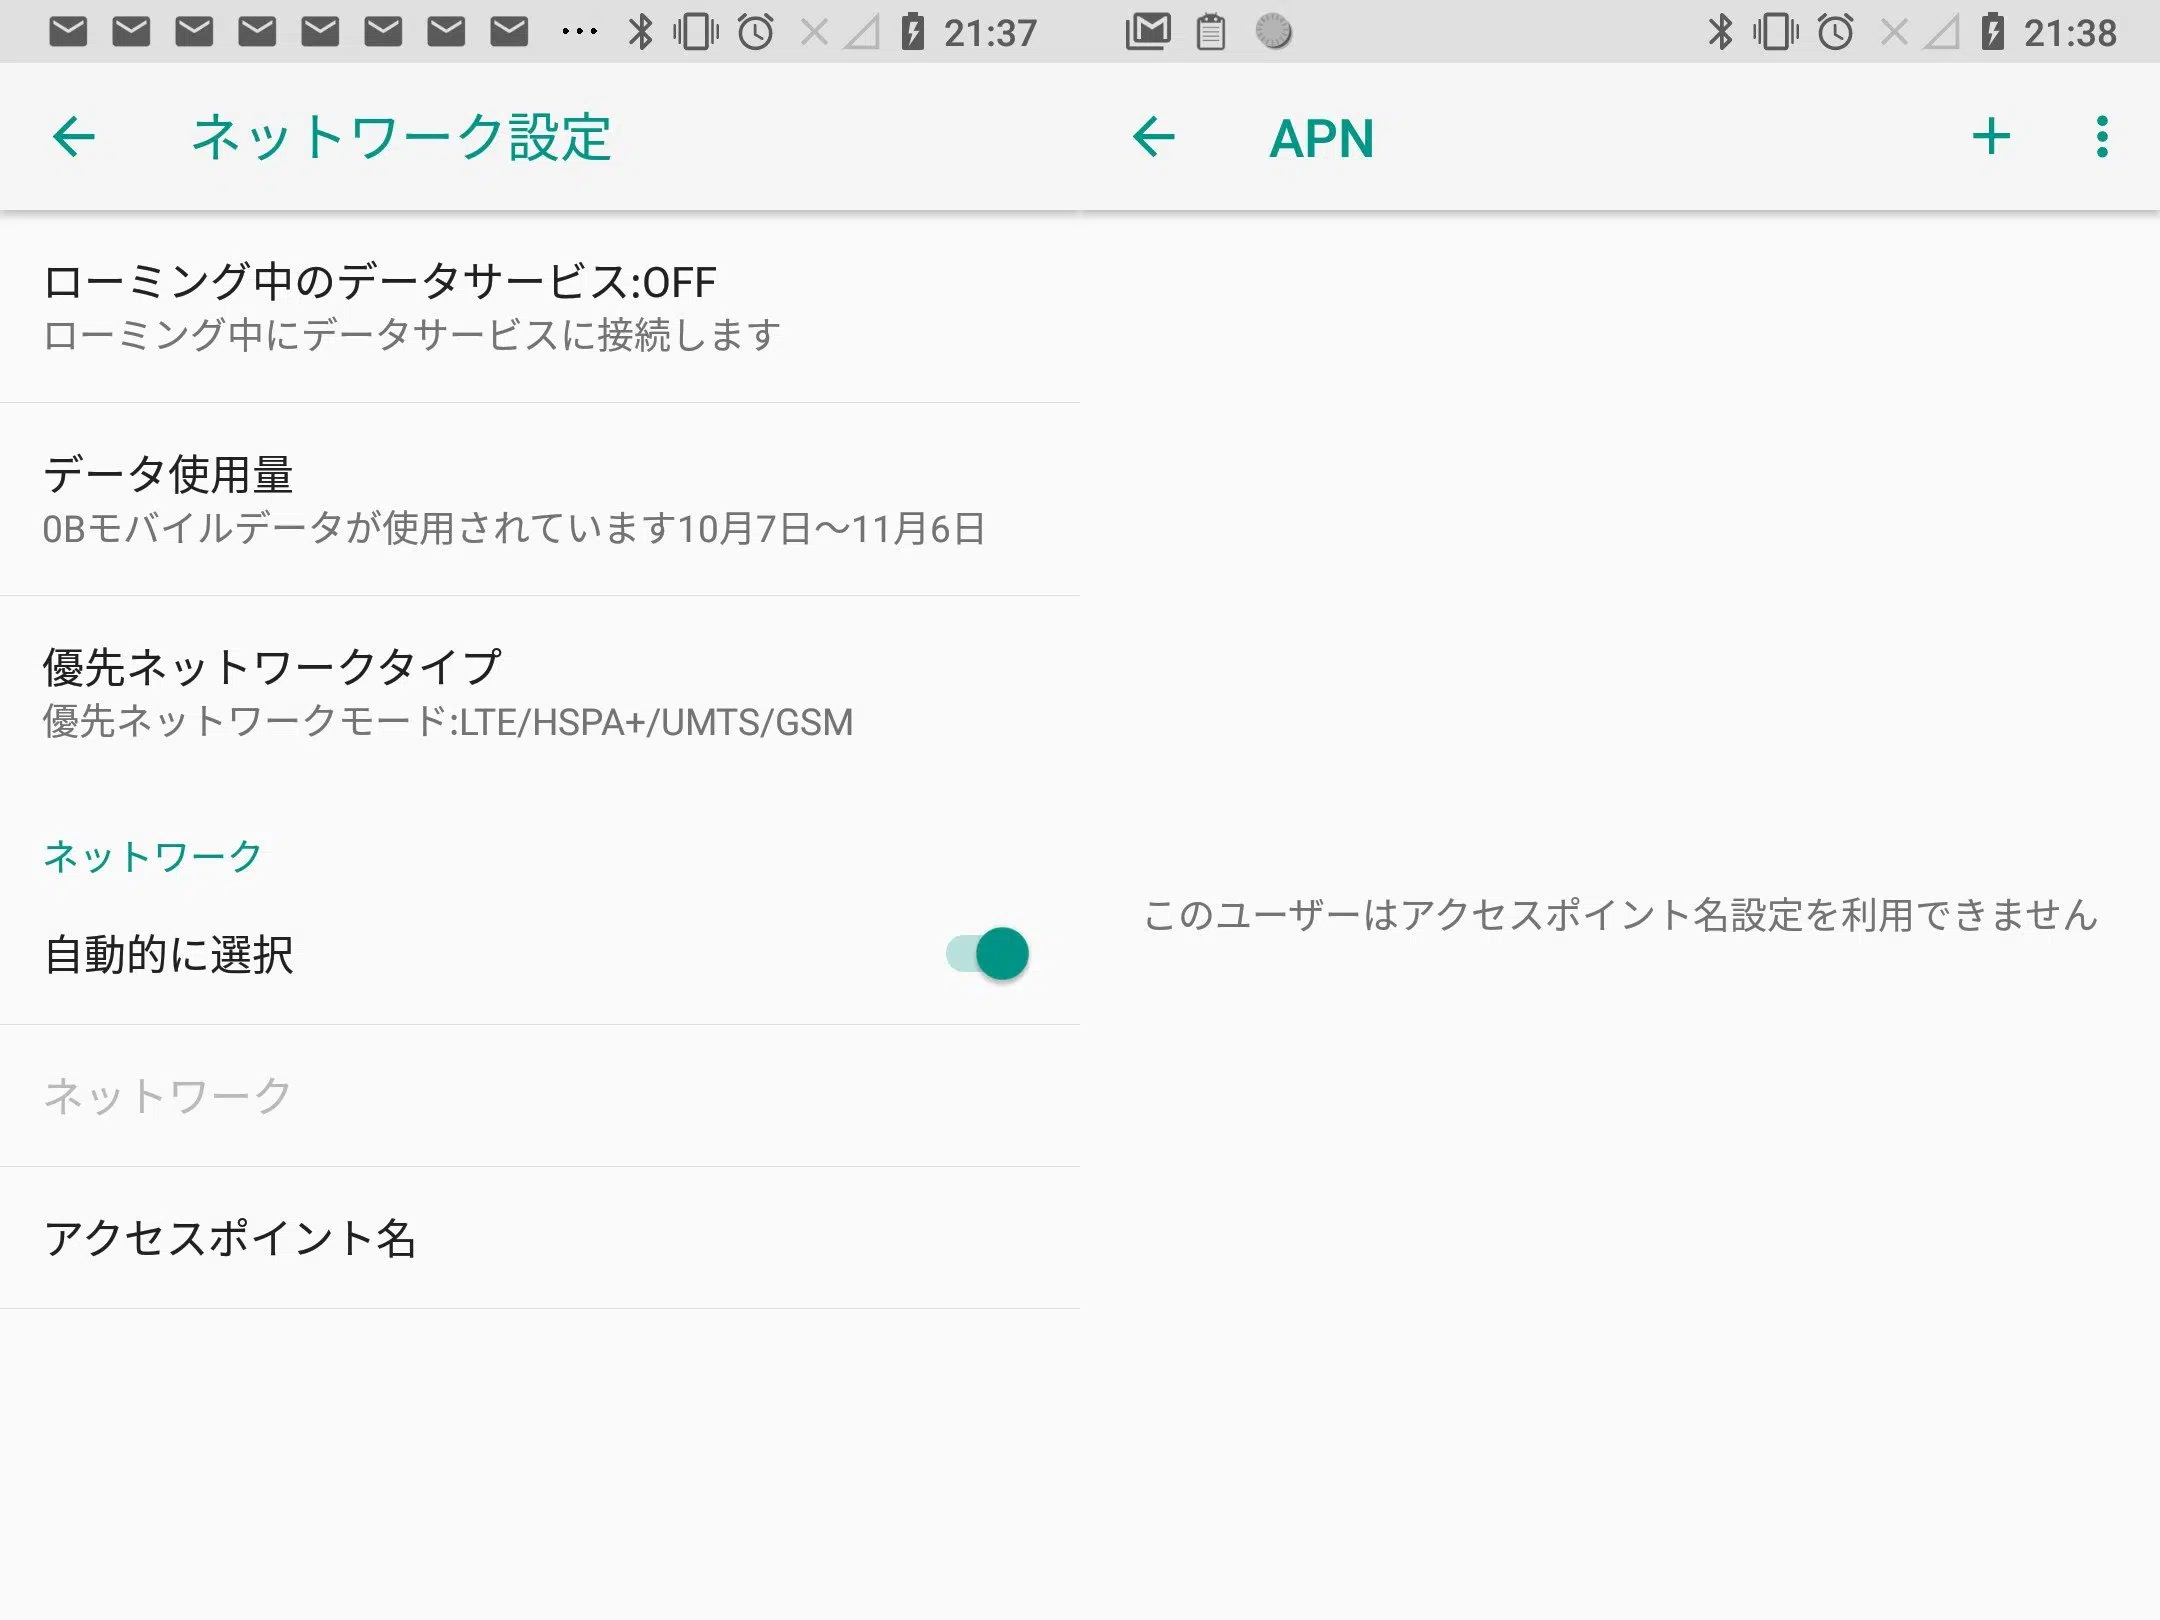 21:37
ネットワーク設定
ローミング中のデータサービス:OFF
ローミング中にデータサービスに接続します
データ使用量
0Bモバイルデータが使用されています10月7日～11月6日
優先ネットワークタイプ
優先ネットワークモード:LTE/HSPA+/UMTS/GSM
ネットワーク
自動的に選択
ネットワーク
アクセスポイント名
21:38
APN
このユーザーはアクセスポイント名設定を利用できません